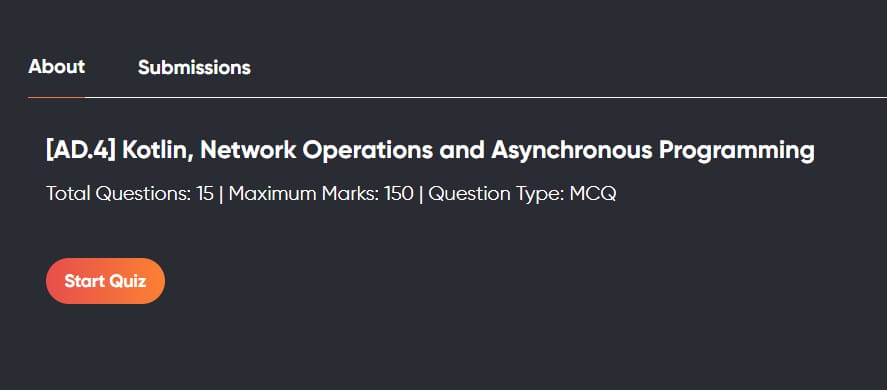 About Submissions
[AD.4] Kotlin, Network Operations and Asynchronous Programming
Total Questions: 15 | Maximum Marks: 150 | Question Type: MCQ
Start Quiz